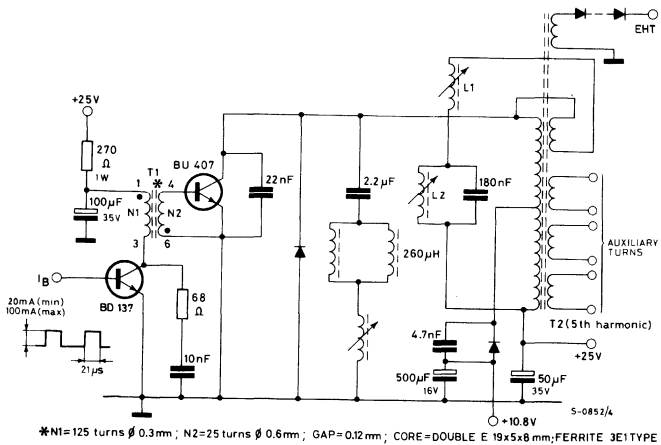 EHT
L1
+25V
270
Ω
1W
T1
*
BU 407
1
4
N1
N2
3
6
100µF
35V
22nF
2.2µF
L2
180nF
260µH
AUXILIARY
TURNS
IB
BD 137
68
Ω
10nF
20mA(min)
100mA(max)
21µs
4.7nF
500µF
16V
50µF
35V
T2(5th harmonic)
+25V
+10.8V
S-0852/4
*N1=125 turns Ø 0.3mm; N2=25 turns Ø 0.6mm; GAP=0.12mm; CORE=DOUBLE E 19x5x8mm;FERRITE 3E1TYPE